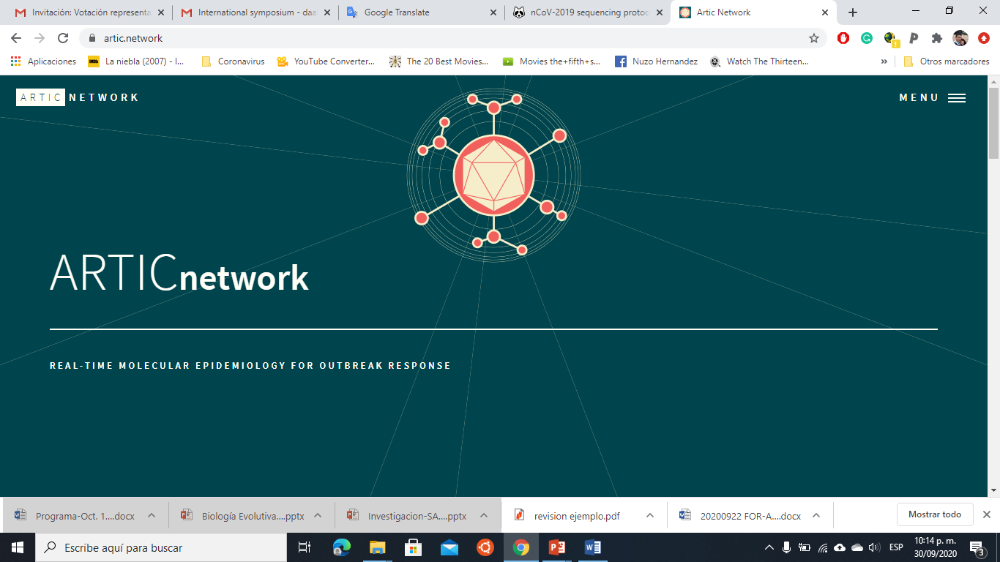 Invitación: Votación representa
International symposium - daa
Google Translate
nCoV-2019 sequencing protoc
Artic Network
artic.network
Aplicaciones
La niebla (2007) - I...
Coronavirus
YouTube Converter...
The 20 Best Movies...
Movies the+fifth+s...
Nuzo Hernandez
Watch The Thirteen...
»
Otros marcadores
ARTIC NETWORK
MENU
ARTICnetwork
REAL-TIME MOLECULAR EPIDEMIOLOGY FOR OUTBREAK RESPONSE
Programa-Oct. 1....docx
Biología Evolutiva....pptx
Investigacion-SA....pptx
revision ejemplo.pdf
20200922 FOR-A....docx
Mostrar todo
Escribe aquí para buscar
ESP
10:14 p. m.
30/09/2020
3